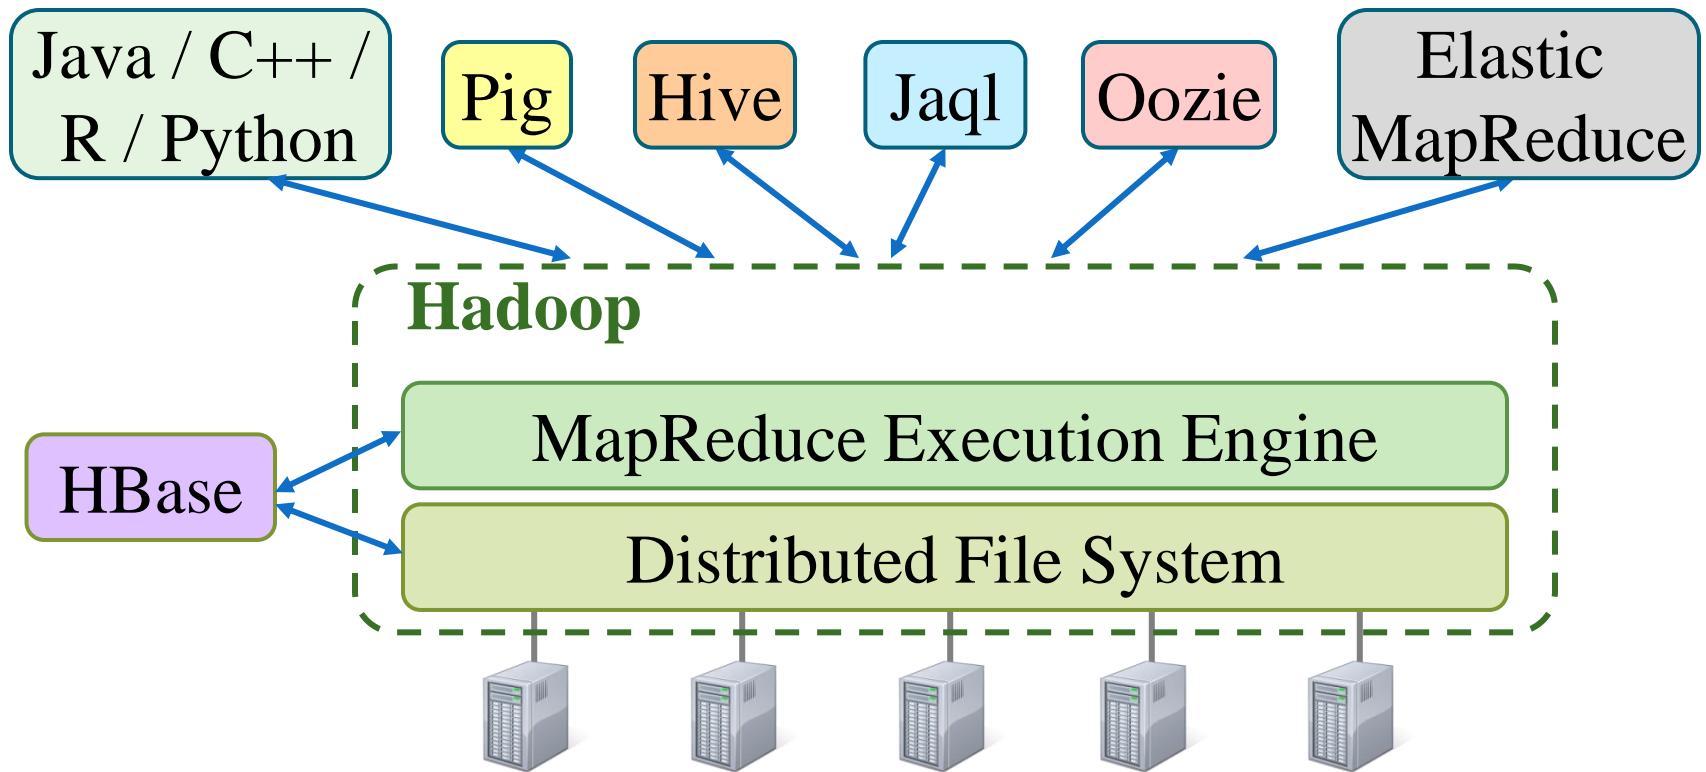 Java / C++ /
R / Python
Pig
Hive
Jaql
Oozie
Elastic
MapReduce
Hadoop
MapReduce Execution Engine
HBase
Distributed File System